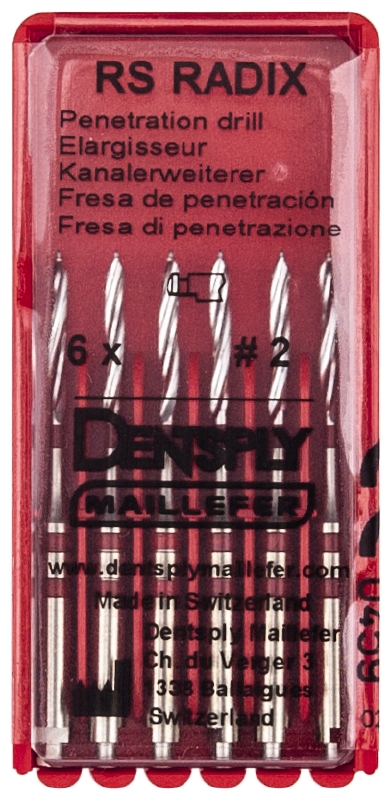 RS RADIX
Penetration drill
Elargisseur
Kanalerweiterer
Fresa de penetración
Fresa di penetrazione
6 x # 2
DENTSPLY
MAILLEFER
www.dentsplymaillefer.com
Made in Switzerland
Dentsply Maillefer
Ch. du Verger 3
1338 Ballaigues
Switzerland
0459